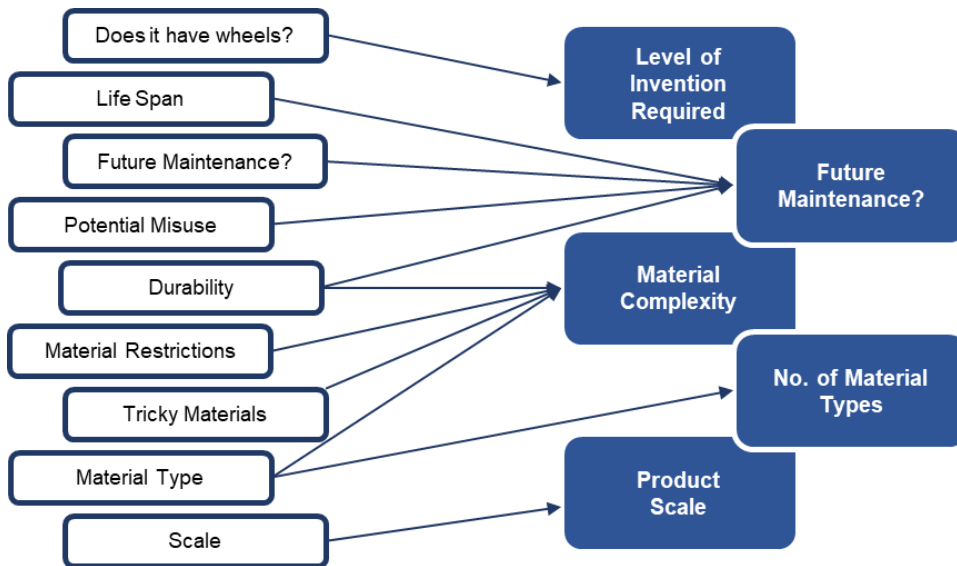 Does it have wheels?
Life Span
Future Maintenance?
Potential Misuse
Durability
Material Restrictions
Tricky Materials
Material Type
Scale
Level of
Invention
Required
Future
Maintenance?
Material
Complexity
No. of Material
Types
Product
Scale